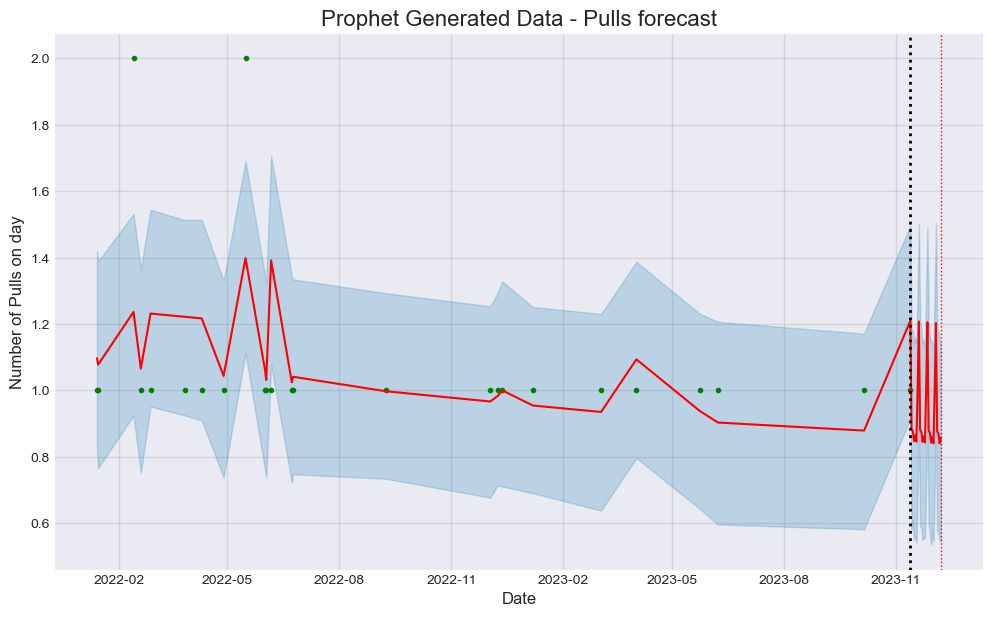 Prophet Generated Data - Pulls forecast
Number of Pulls on day
2.0
1.8
1.6
1.4
1.2
1.0
0.8
0.6
2022-02 2022-05 2022-08 2022-11 2023-02 2023-05 2023-08 2023-11
Date